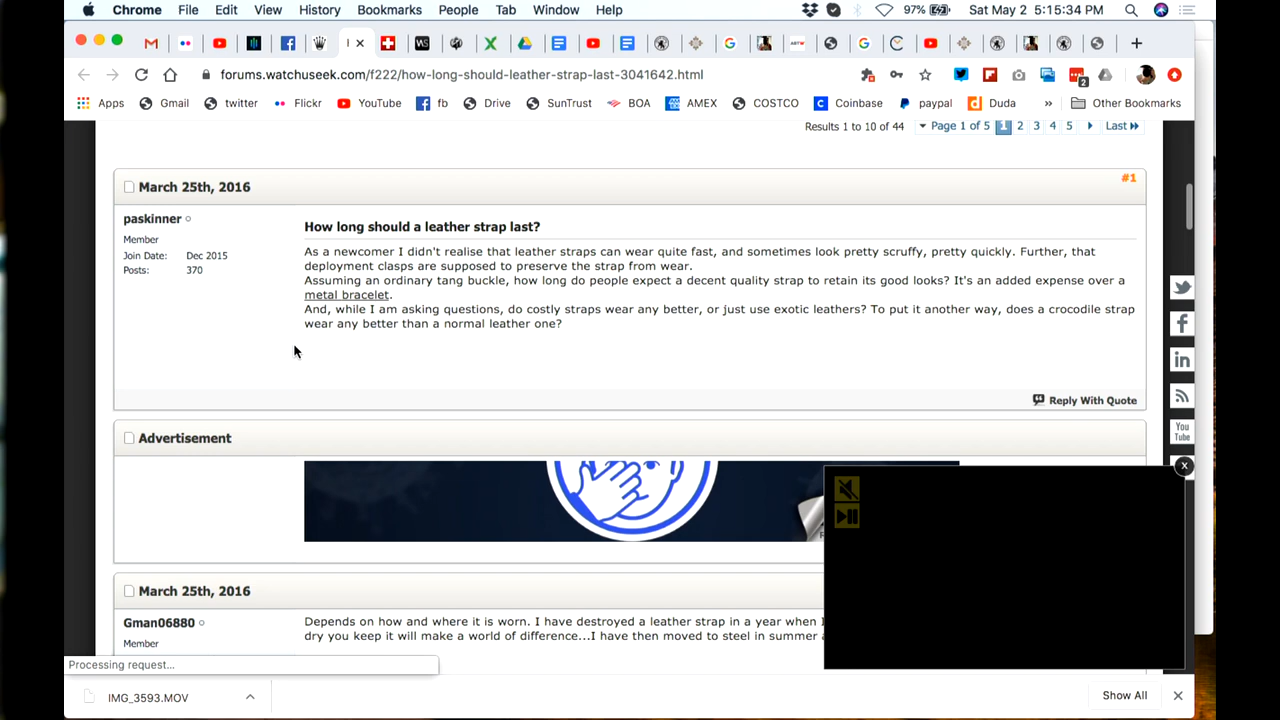 Chrome File Edit View History Bookmarks People Tab Window Help 97% Sat May 2 5:15:34 PM
forums.watchuseek.com/f222/how-long-should-leather-strap-last-3041642.html 2
Apps Gmail twitter Flickr YouTube fb Drive SunTrust BOA AMEX COSTCO Coinbase paypal Duda » Other Bookmarks
Results 1 to 10 of 44 Page 1 of 5 1 2 3 4 5 Last
March 25th, 2016 #1
paskinner
Member
Join Date: Dec 2015
Posts: 370
How long should a leather strap last?
As a newcomer I didn't realise that leather straps can wear quite fast, and sometimes look pretty scruffy, pretty quickly. Further, that
deployment clasps are supposed to preserve the strap from wear.
Assuming an ordinary tang buckle, how long do people expect a decent quality strap to retain its good looks? It's an added expense over a
metal bracelet.
And, while I am asking questions, do costly straps wear any better, or just use exotic leathers? To put it another way, does a crocodile strap
wear any better than a normal leather one?
Reply With Quote
Advertisement
You
Tube
March 25th, 2016
Gman06880
Member
Depends on how and where it is worn. I have destroyed a leather strap in a year when I
dry you keep it will make a world of difference...I have then moved to steel in summer
Processing request...
IMG_3593.MOV
Show All